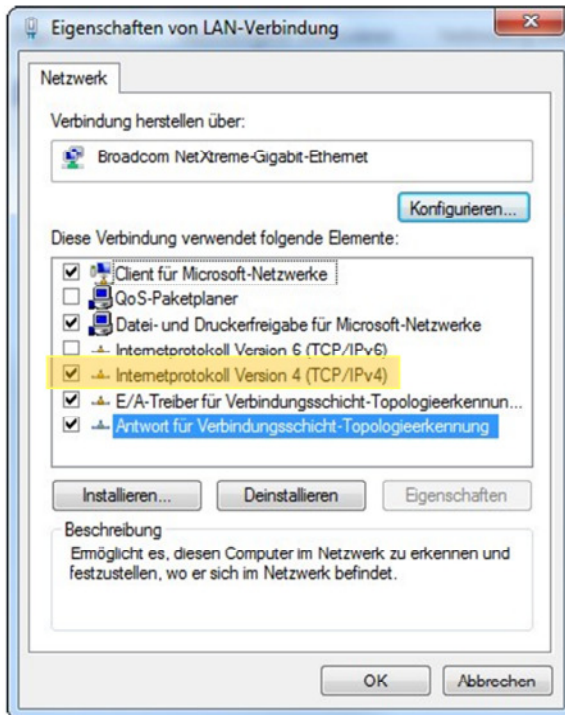 Eigenschaften von LAN-Verbindung
Netzwerk
Verbindung herstellen über:
Broadcom NetXtreme-Gigabit-Ethernet
Konfigurieren...
Diese Verbindung verwendet folgende Elemente:
Client für Microsoft-Netzwerke
QoS-Paketplaner
Datei- und Druckerfreigabe für Microsoft-Netzwerke
Internetprotokoll Version 6 (TCP/IPv6)
Internetprotokoll Version 4 (TCP/IPv4)
E/A-Treiber für Verbindungsschicht-Topologieerkennun...
Antwort für Verbindungsschicht-Topologieerkennung
Installieren... Deinstallieren Eigenschaften
Beschreibung
Ermöglicht es, diesen Computer im Netzwerk zu erkennen und
festzustellen, wo er sich im Netzwerk befindet.
OK Abbrechen